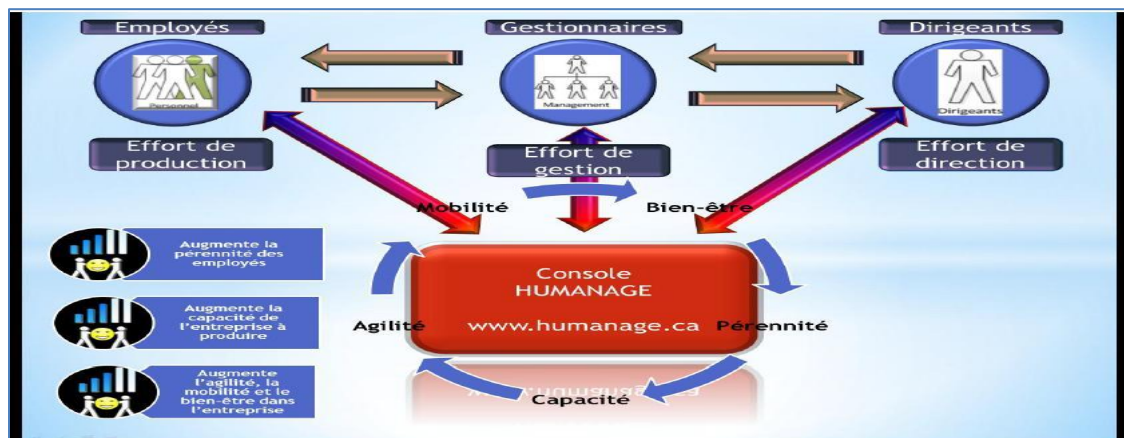 Employés
Gestionnaires
Dirigeants
Personnel
Management
Dirigeants
Effort de
production
Effort de
gestion
Effort de
direction
Mobilité
Bien-être
Augmente la
pérennité des
employés
Console
HUMANAGE
www.humanage.ca
Agilité
Pérennité
Augmente la
capacité de
l'entreprise à
produire
Augmente
l'agilité, la
mobilité et le
bien-être dans
l'entreprise
Capacité